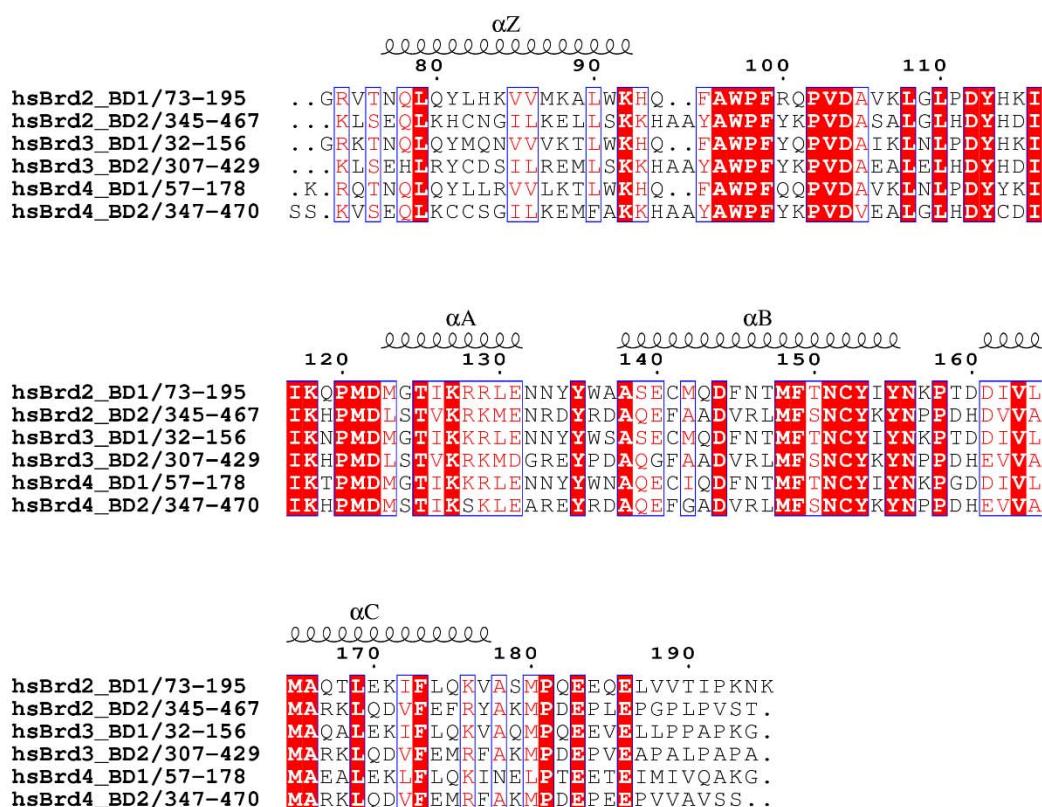 αZ
80 90 100 110
hsBrd2_BD1/73-195 ..GRVTNQLQYLHKVVMKALWKHQ..FAWPFRQPVDAVKLGLPDYHKI
hsBrd2_BD2/345-467 ...KLSEQLKHCNGILKELLSKKHAAYAWPFYKPVDASALGLHDYHDI
hsBrd3_BD1/32-156 ..GRKTNQLQYMQNVVVKTLWKHQ..FAWPFYQPVDAIKLNLPDYHKI
hsBrd3_BD2/307-429 ...KLSEHLRYCDSILREMLSKKHAAYAWPFYKPVDAEALELHDYHDI
hsBrd4_BD1/57-178 .K.RQTNQLQYLLRVVLKTLWKHQ..FAWPFQQPVDAVKLNLPDYYKI
hsBrd4_BD2/347-470 SS.KVSEQLKCCSGILKEMFAKKHAAYAWPFYKPVDVEALGLHDYCDI
αA αB
120 130 140 150 160
hsBrd2_BD1/73-195 IKQPMDMGTIKRRLENNYYWAASECMQDFNTMFTNCYIYNKPTDDIVL
hsBrd2_BD2/345-467 IKHPMDLSTVKRKMENRDYRDAQEFAADVRLMFSNCYKYNPPDHDVVA
hsBrd3_BD1/32-156 IKNPMDMGTIKKRLENNYYWSASECMQDFNTMFTNCYIYNKPTDDIVL
hsBrd3_BD2/307-429 IKHPMDLSTVKRKMDGREYPDAQGFAADVRLMFSNCYKYNPPDHEVVA
hsBrd4_BD1/57-178 IKTPMDMGTIKKRLENNYYWNAQECIQDFNTMFTNCYIYNKPGDDIVL
hsBrd4_BD2/347-470 IKHPMDMSTIKSKLEAREYRDAQEFGADVRLMFSNCYKYNPPDHEVVA
αC
170 180 190
hsBrd2_BD1/73-195 MAQTLEKIFLQKVASMPQEEQELVVTIPKNK
hsBrd2_BD2/345-467 MARKLQDVFEFRYAKMPDEPLEPGPLPVST.
hsBrd3_BD1/32-156 MAQALEKIFLQKVAQMPQEEVELLPPAPKG.
hsBrd3_BD2/307-429 MARKLQDVFEMRFAKMPDEPVEAPALPAPA.
hsBrd4_BD1/57-178 MAEALEKLFLQKINELPTEETEIMIVQAKG.
hsBrd4_BD2/347-470 MARKLQDVFEMRFAKMPDEPEEPVVAVSS..